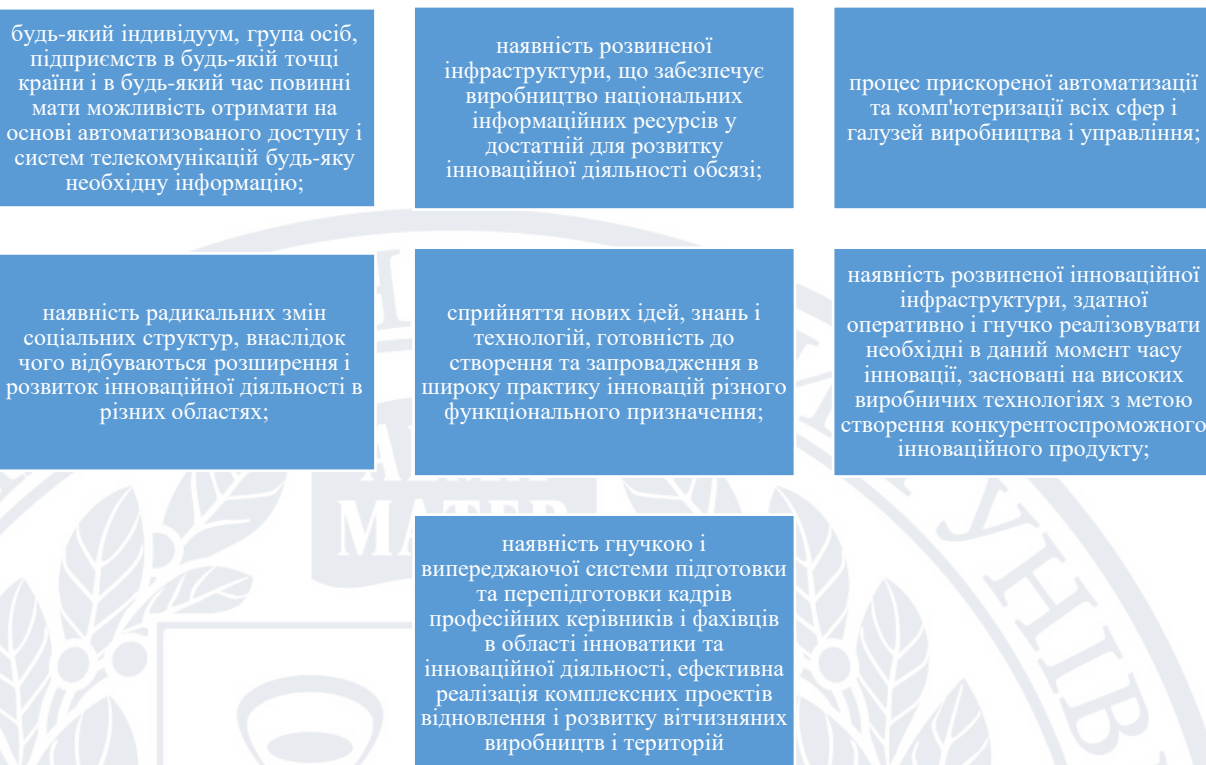 будь-який індивідуум, група осіб,
підприємств в будь-якій точці
країни і в будь-який час повинні
мати можливість отримати на
основі автоматизованого доступу і
систем телекомунікацій будь-яку
необхідну інформацію;
наявність розвиненої
інфраструктури, що забезпечує
виробництво національних
інформаційних ресурсів у
достатній для розвитку
інноваційної діяльності обсязі;
процес прискореної автоматизації
та комп'ютеризації всіх сфер і
галузей виробництва і управління;
наявність радикальних змін
соціальних структур, внаслідок
чого відбуваються розширення і
розвиток інноваційної діяльності в
різних областях;
сприйняття нових ідей, знань і
технологій, готовність до
створення та запровадження в
широку практику інновацій різного
функціонального призначення;
наявність розвиненої інноваційної
інфраструктури, здатної
оперативно і гнучко реалізовувати
необхідні в даний момент часу
інновації, засновані на високих
виробничих технологіях з метою
створення конкурентоспроможного
інноваційного продукту;
наявність гнучкою і
випереджаючої системи підготовки
та перепідготовки кадрів
професійних керівників і фахівців
в області інноватики та
інноваційної діяльності, ефективна
реалізація комплексних проектів
відновлення і розвитку вітчизняних
виробництв і територій